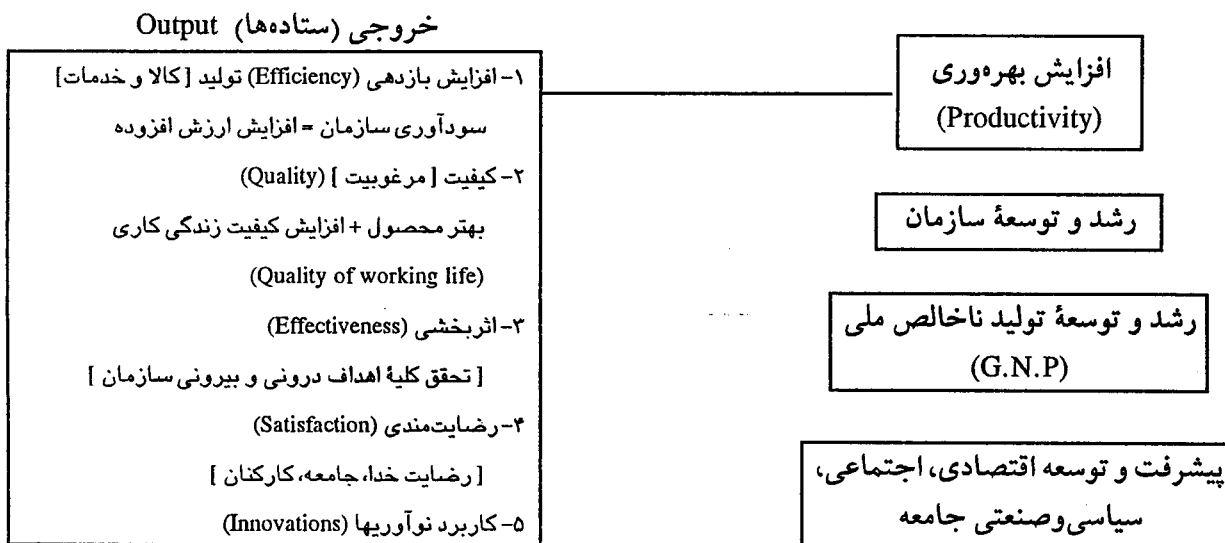 خروجی (ستاده‌ها) Output
۱- افزایش بازدهی (Efficiency) تولید [کالا و خدمات]
سودآوری سازمان = افزایش ارزش افزوده
۲- کیفیت [ مرغوبیت ] (Quality)
بهتر محصول + افزایش کیفیت زندگی کاری
(Quality of working life)
۳- اثربخشی (Effectiveness)
[ تحقق کلیهٔ اهداف درونی و بیرونی سازمان ]
۴- رضایت‌مندی (Satisfaction)
[ رضایت خدا، جامعه، کارکنان ]
۵- کاربرد نوآوریها (Innovations)
افزایش بهره‌وری
(Productivity)
رشد و توسعهٔ سازمان
رشد و توسعهٔ تولید ناخالص ملی
(G.N.P)
پیشرفت و توسعه اقتصادی، اجتماعی،
سیاسی‌وصنعتی جامعه